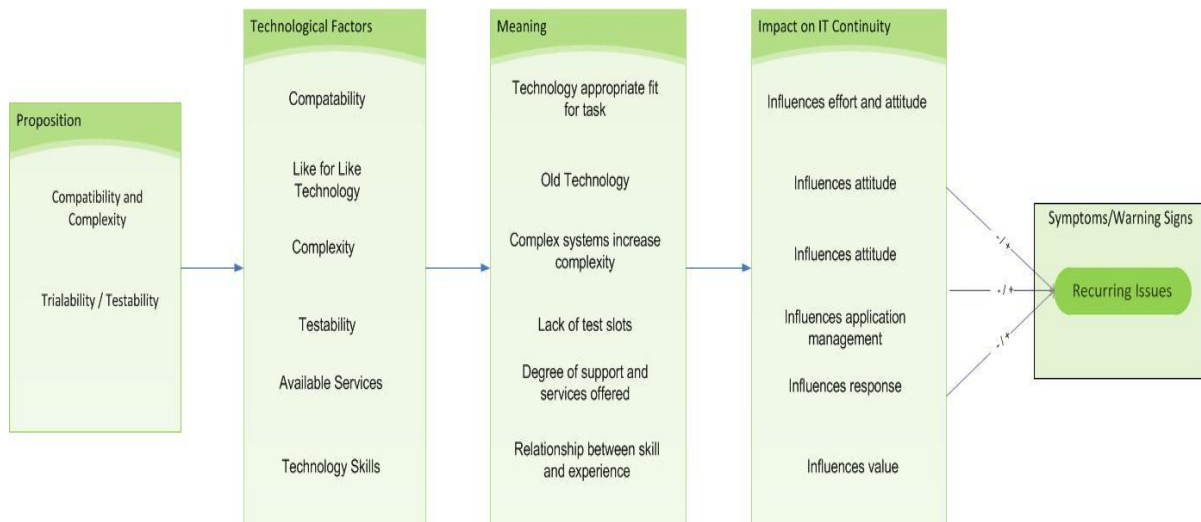 Proposition
Compatibility and
Complexity
Trialability / Testability
Technological Factors
Compatability
Like for Like
Technology
Complexity
Testability
Available Services
Technology Skills
Meaning
Technology appropriate fit
for task
Old Technology
Complex systems increase
complexity
Lack of test slots
Degree of support and
services offered
Relationship between skill
and experience
Impact on IT Continuity
Influences effort and attitude
Influences attitude
Influences attitude
Influences application
management
Influences response
Influences value
- / +
- / +
- / +
Symptoms/Warning Signs
Recurring Issues